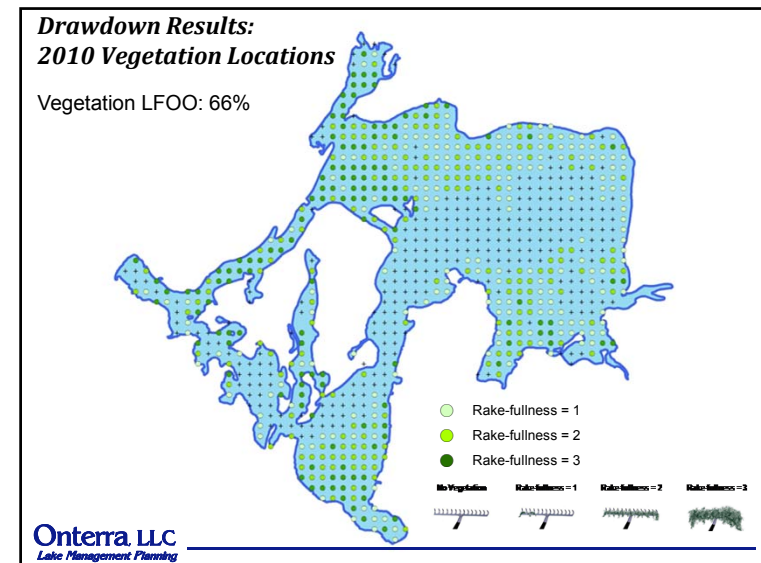 Drawdown Results:
2010 Vegetation Locations
Vegetation LFOO: 66%
Rake-fullness = 1
Rake-fullness = 2
Rake-fullness = 3
No Vegetation Rake-fullness = 1 Rake-fullness = 2 Rake-fullness = 3
Onterra LLC
Lake Management Planning